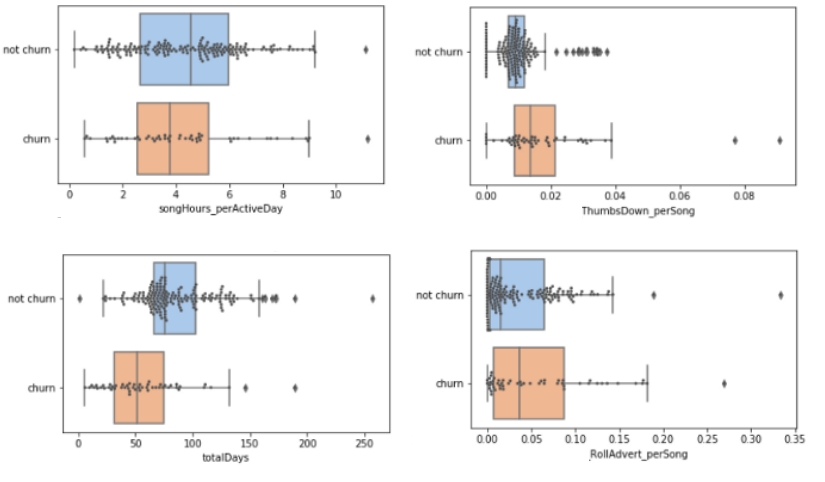 not churn
churn
0 2 4 6 8 10
songHours_perActiveDay
not churn
churn
0.00 0.02 0.04 0.06 0.08
ThumbsDown_perSong
not churn
churn
0 50 100 150 200 250
totalDays
not churn
churn
0.00 0.05 0.10 0.15 0.20 0.25 0.30 0.35
RollAdvert_perSong